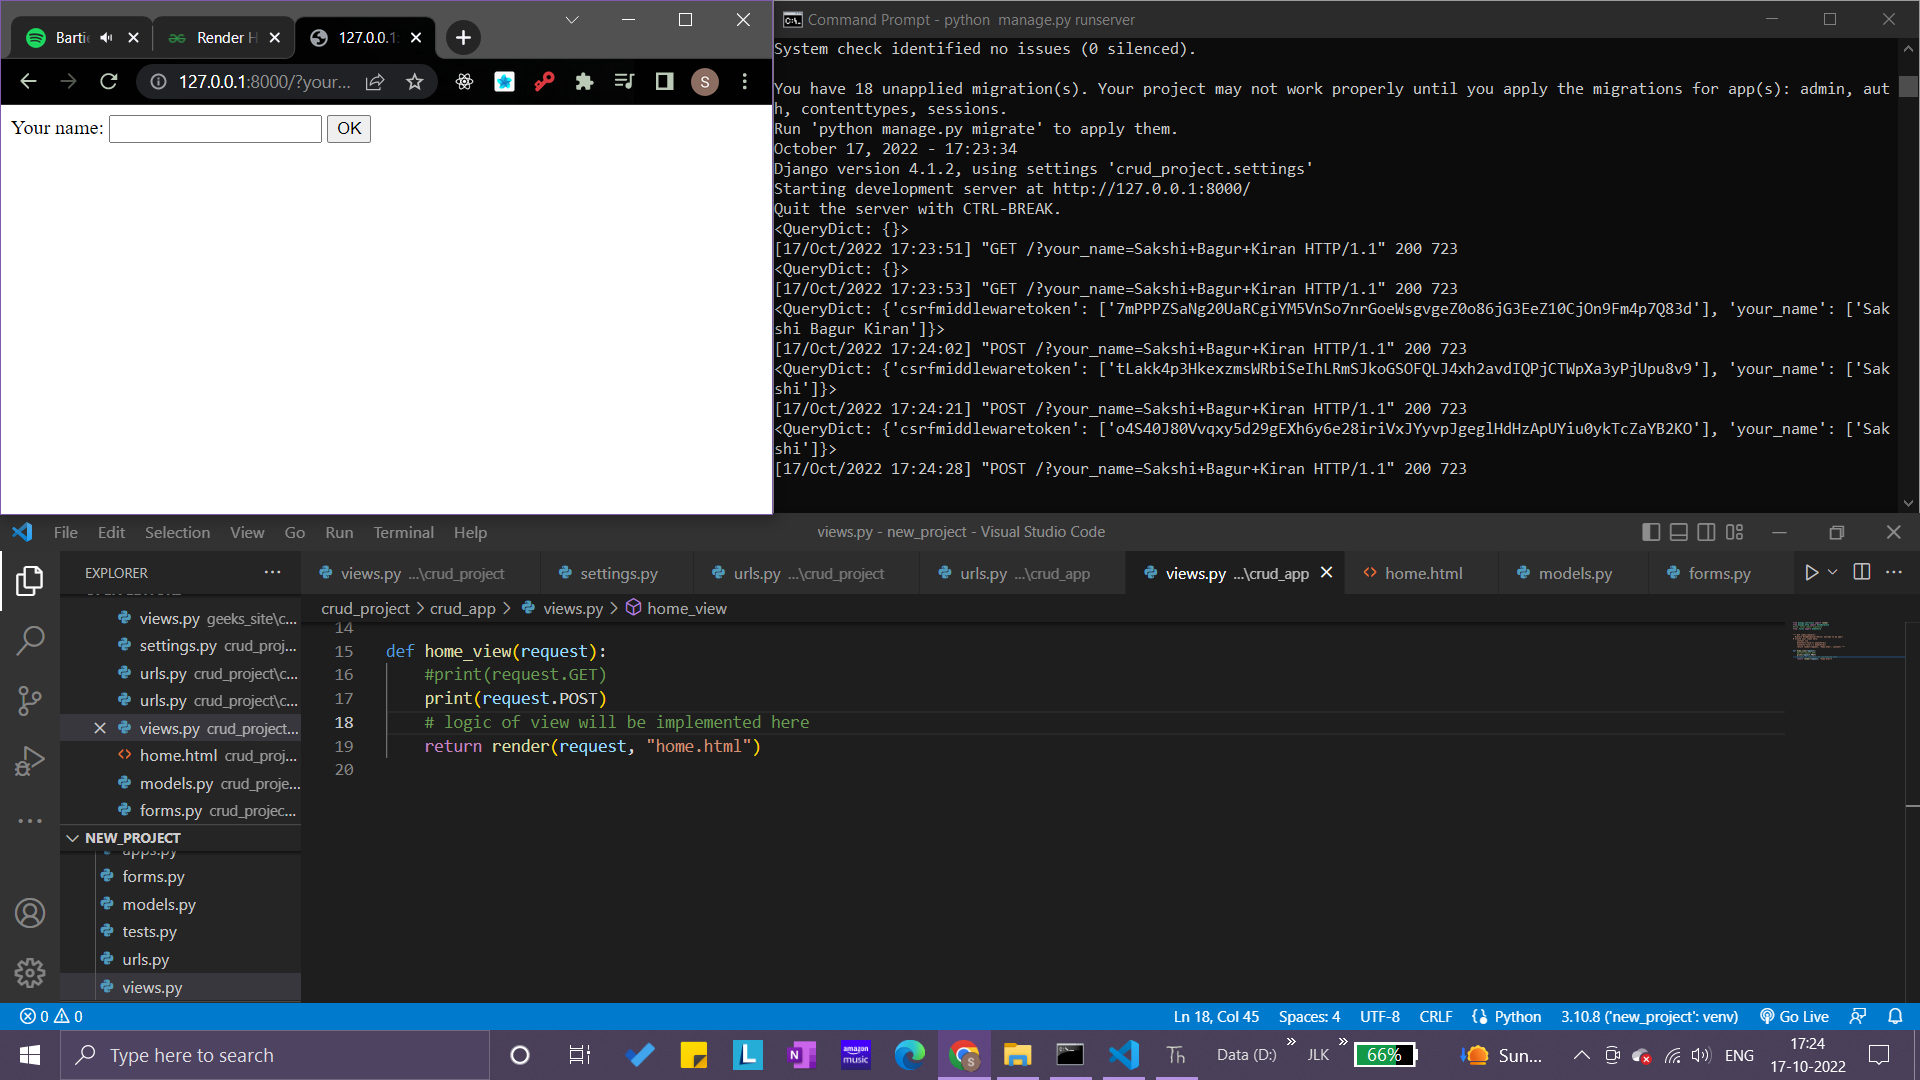 Barti
Render H
127.0.0.1:
127.0.0.1:8000/?your...
S
Your name:
OK
Command Prompt - python  manage.py runserver
System check identified no issues (0 silenced).
You have 18 unapplied migration(s). Your project may not work properly until you apply the migrations for app(s): admin, aut
h, contenttypes, sessions.
Run 'python manage.py migrate' to apply them.
October 17, 2022 - 17:23:34
Django version 4.1.2, using settings 'crud_project.settings'
Starting development server at http://127.0.0.1:8000/
Quit the server with CTRL-BREAK.
<QueryDict: {}>
[17/Oct/2022 17:23:51] "GET /?your_name=Sakshi+Bagur+Kiran HTTP/1.1" 200 723
<QueryDict: {}>
[17/Oct/2022 17:23:53] "GET /?your_name=Sakshi+Bagur+Kiran HTTP/1.1" 200 723
<QueryDict: {'csrfmiddlewaretoken': ['7mPPPZSaNg20UaRCgiYM5VnSo7nrGoeWsgvgeZ0o86jG3EeZ10CjOn9Fm4p7Q83d'], 'your_name': ['Sak
shi Bagur Kiran']}>
[17/Oct/2022 17:24:02] "POST /?your_name=Sakshi+Bagur+Kiran HTTP/1.1" 200 723
<QueryDict: {'csrfmiddlewaretoken': ['tLakk4p3HkexzmsWRbiSeIhLRmSJkoGSOFQLJ4xh2avdIQPjCTWpXa3yPjUpu8v9'], 'your_name': ['Sak
shi']}>
[17/Oct/2022 17:24:21] "POST /?your_name=Sakshi+Bagur+Kiran HTTP/1.1" 200 723
<QueryDict: {'csrfmiddlewaretoken': ['o4S40J80Vvqxy5d29gEXh6y6e28iriVxJYyvpJgeglHdHzApUYiu0ykTcZaYB2KO'], 'your_name': ['Sak
shi']}>
[17/Oct/2022 17:24:28] "POST /?your_name=Sakshi+Bagur+Kiran HTTP/1.1" 200 723
File Edit Selection View Go Run Terminal Help
views.py - new_project - Visual Studio Code
EXPLORER
views.py ...\crud_project
settings.py
urls.py ...\crud_project
urls.py ...\crud_app
views.py ...\crud_app
home.html
models.py
forms.py
crud_project > crud_app > views.py > home_view
views.py geeks_site\c...
settings.py crud_proj...
urls.py crud_project\c...
urls.py crud_project\c...
views.py crud_project...
home.html crud_proj...
models.py crud_proje...
forms.py crud_projec...
NEW_PROJECT
apps.py
forms.py
models.py
tests.py
urls.py
views.py
14
15 def home_view(request):
16 #print(request.GET)
17 print(request.POST)
18 # logic of view will be implemented here
19 return render(request, "home.html")
20
0 0
Ln 18, Col 45
Spaces: 4
UTF-8
CRLF
Python
3.10.8 ('new_project': venv)
Go Live
Type here to search
L
N
amazon music
S
Th
Data (D:)
JLK
66%
Sun...
ENG
17:24
17-10-2022